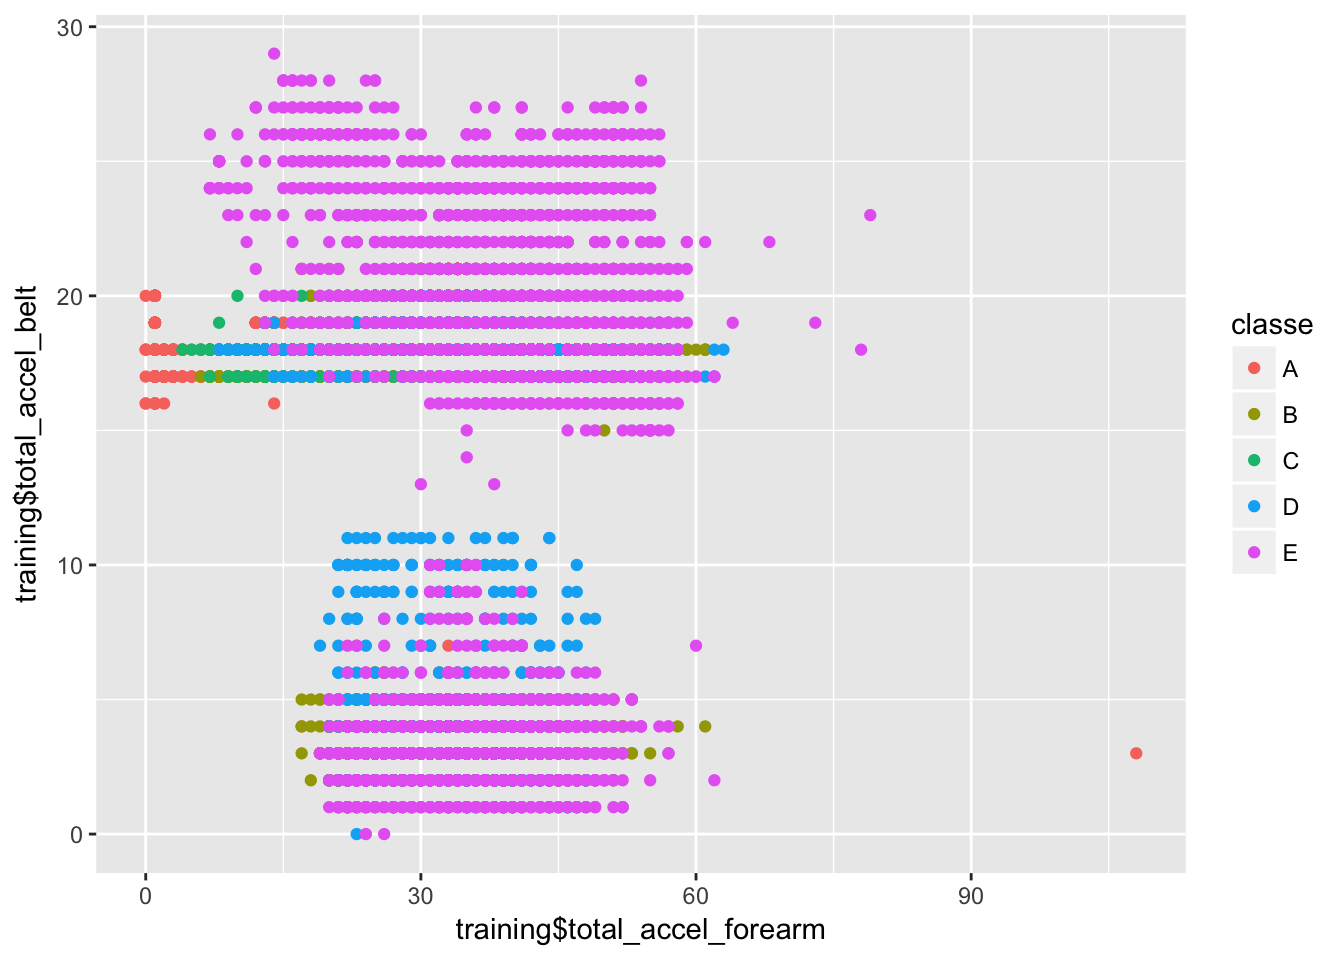 30
20
10
0
0
30
60
90
training$total_accel_forearm
training$total_accel_belt
classe
A
B
C
D
E